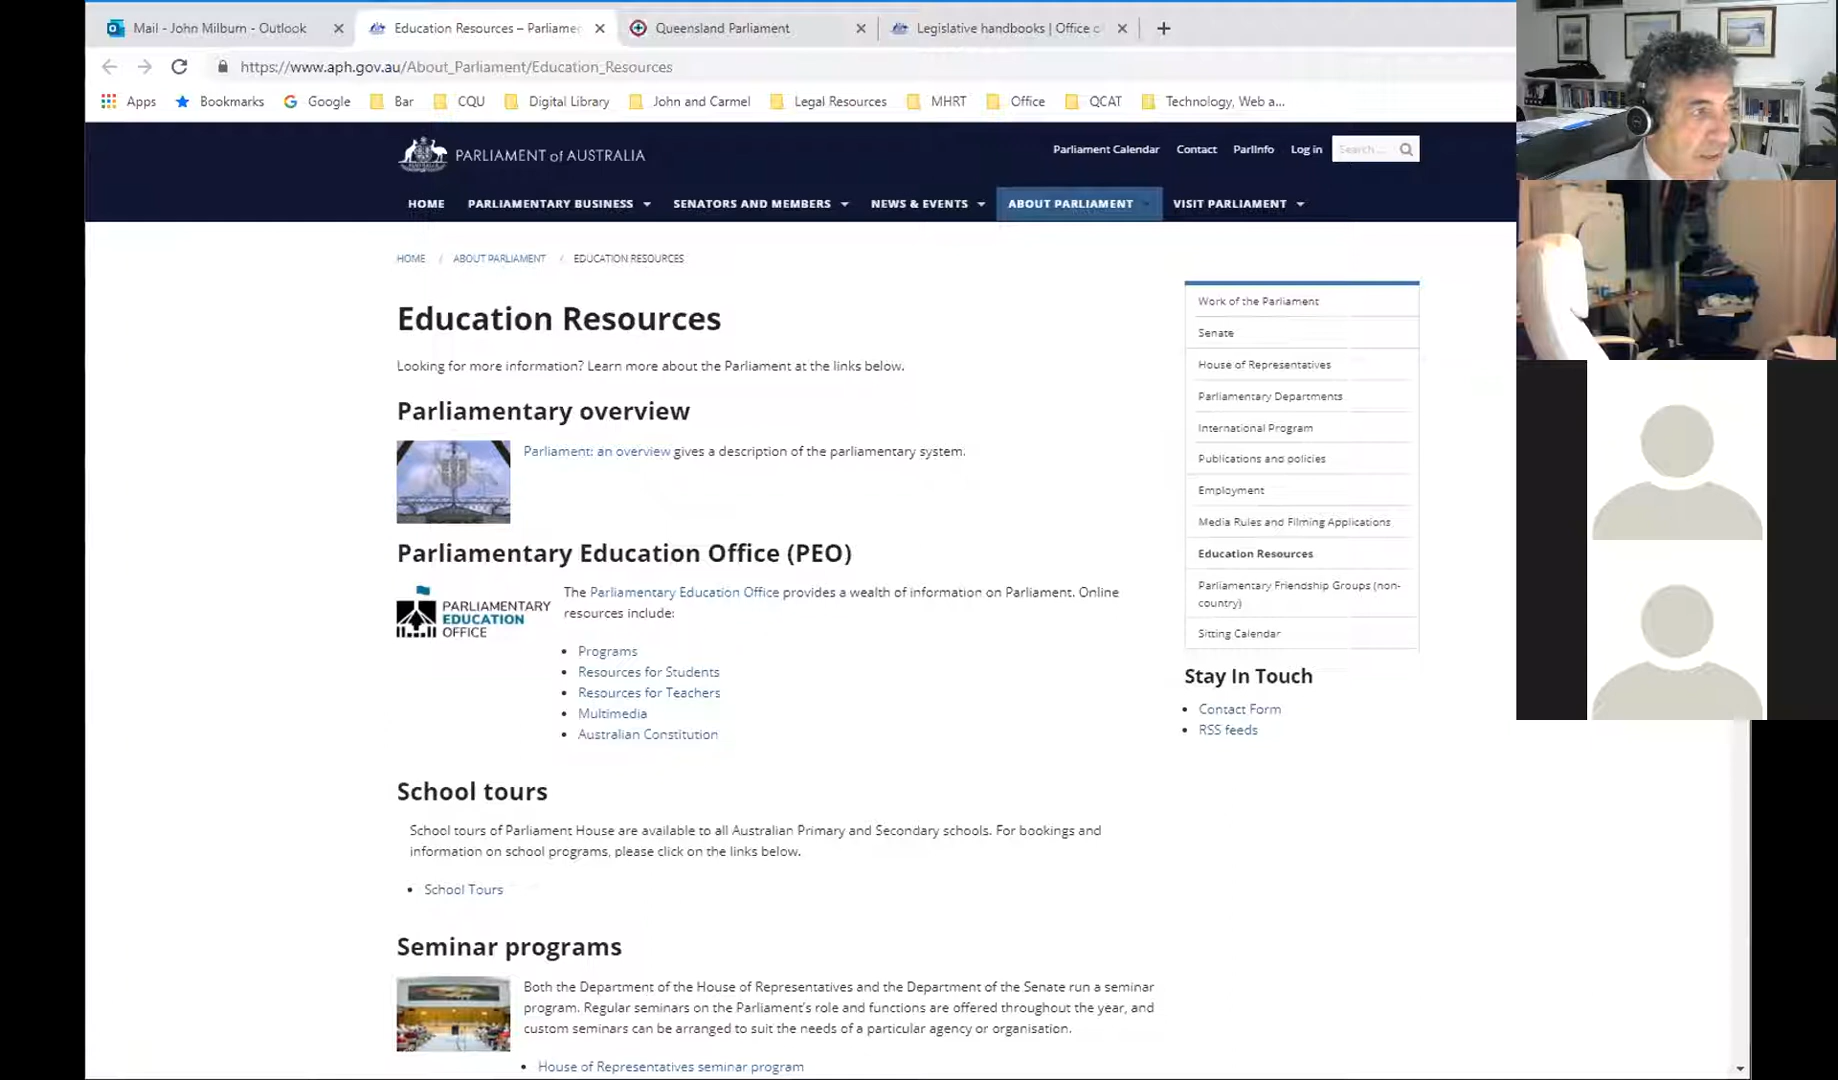 Mail - John Milburn - Outlook
Education Resources – Parliame
Queensland Parliament
Legislative handbooks | Office o
https://www.aph.gov.au/About_Parliament/Education_Resources
Apps
Bookmarks
Google
Bar
CQU
Digital Library
John and Carmel
Legal Resources
MHRT
Office
QCAT
Technology, Web a...
PARLIAMENT of AUSTRALIA
Parliament Calendar
Contact
ParlInfo
Log in
Search ...
HOME
PARLIAMENTARY BUSINESS
SENATORS AND MEMBERS
NEWS & EVENTS
ABOUT PARLIAMENT
VISIT PARLIAMENT
HOME / ABOUT PARLIAMENT / EDUCATION RESOURCES
Education Resources
Looking for more information? Learn more about the Parliament at the links below.
Parliamentary overview
Parliament: an overview gives a description of the parliamentary system.
Parliamentary Education Office (PEO)
PARLIAMENTARY
EDUCATION
OFFICE
The Parliamentary Education Office provides a wealth of information on Parliament. Online
resources include:
• Programs
• Resources for Students
• Resources for Teachers
• Multimedia
• Australian Constitution
School tours
School tours of Parliament House are available to all Australian Primary and Secondary schools. For bookings and
information on school programs, please click on the links below.
• School Tours
Seminar programs
Both the Department of the House of Representatives and the Department of the Senate run a seminar
program. Regular seminars on the Parliament's role and functions are offered throughout the year, and
custom seminars can be arranged to suit the needs of a particular agency or organisation.
• House of Representatives seminar program
Work of the Parliament
Senate
House of Representatives
Parliamentary Departments
International Program
Publications and policies
Employment
Media Rules and Filming Applications
Education Resources
Parliamentary Friendship Groups (non-
country)
Sitting Calendar
Stay In Touch
• Contact Form
• RSS feeds